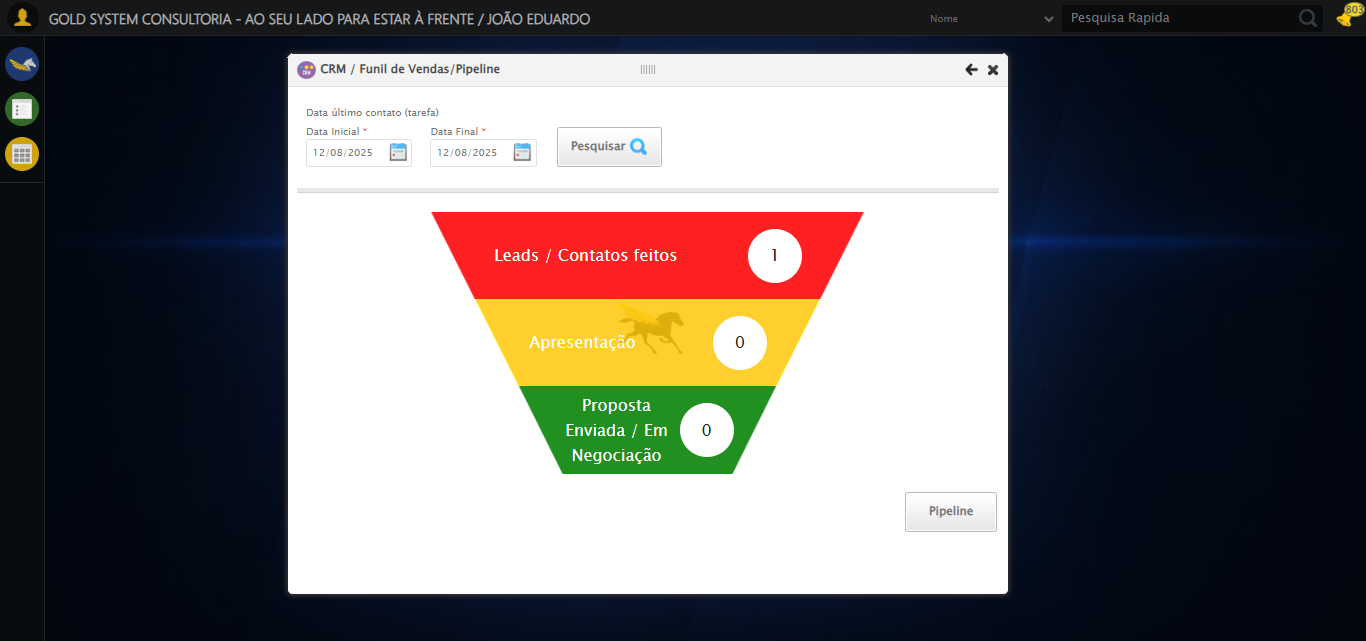 GOLD SYSTEM CONSULTORIA - AO SEU LADO PARA ESTAR À FRENTE / JOÃO EDUARDO
Nome
Pesquisa Rapida
803
CRM
CRM / Funil de Vendas/Pipeline
Data último contato (tarefa)
Data Inicial *
Data Final *
12/08/2025
12/08/2025
Pesquisar
Leads / Contatos feitos
1
Apresentação
0
Proposta
Enviada / Em
Negociação
0
Pipeline